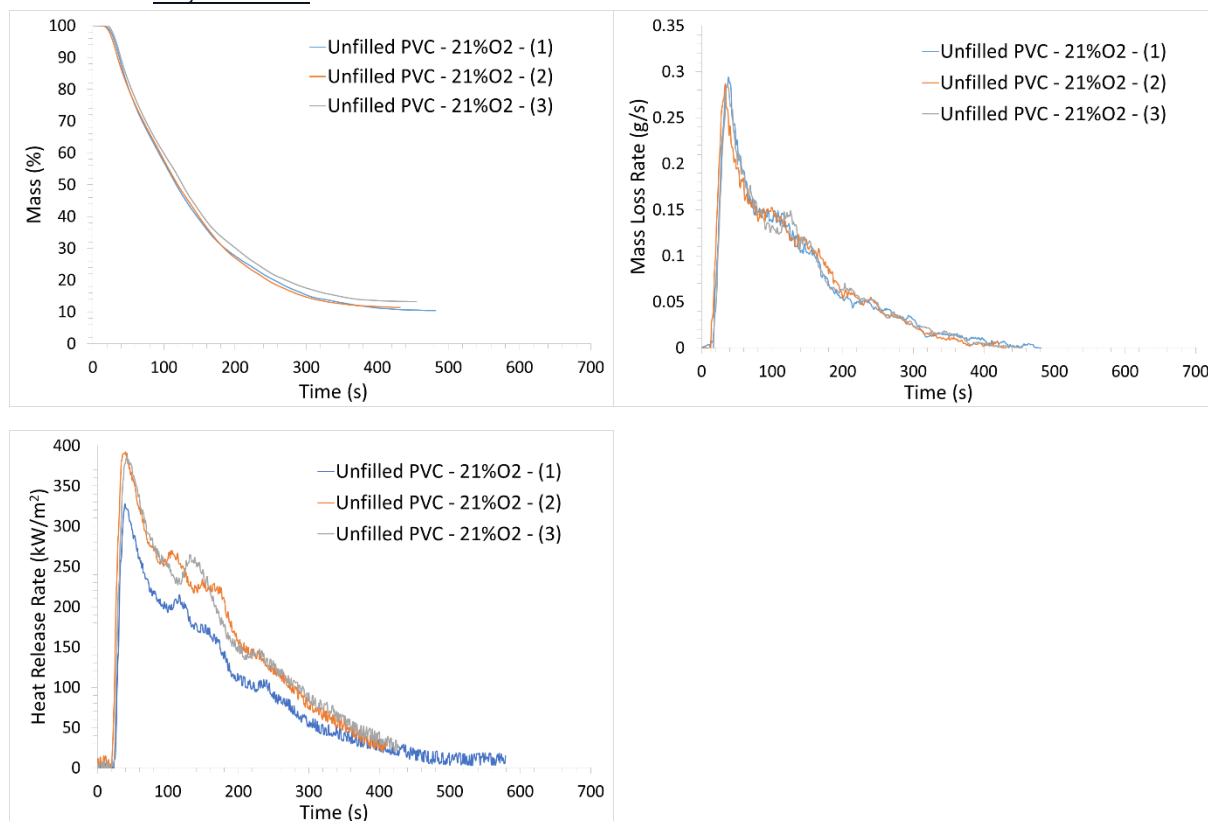 100
90
80
70
60
50
40
30
20
10
0
Mass (%)
0 100 200 300 400 500 600 700
Time (s)
Unfilled PVC - 21%O2 - (1)
Unfilled PVC - 21%O2 - (2)
Unfilled PVC - 21%O2 - (3)
0.35
0.3
0.25
0.2
0.15
0.1
0.05
0
Mass Loss Rate (g/s)
0 100 200 300 400 500 600 700
Time (s)
Unfilled PVC - 21%O2 - (1)
Unfilled PVC - 21%O2 - (2)
Unfilled PVC - 21%O2 - (3)
400
350
300
250
200
150
100
50
0
Heat Release Rate (kW/m²)
0 100 200 300 400 500 600 700
Time (s)
Unfilled PVC - 21%O2 - (1)
Unfilled PVC - 21%O2 - (2)
Unfilled PVC - 21%O2 - (3)